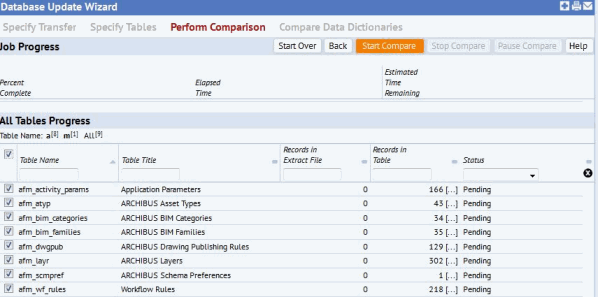 Database Update Wizard
Specify Transfer Specify Tables Perform Comparison Compare Data Dictionaries
Job Progress Start Over Back Start Compare Stop Compare Pause Compare Help
Percent Complete Elapsed Time Estimated Time Remaining
All Tables Progress
Table Name: a[8] m[1] All[9]
Table Name Table Title Records in Extract File Records in Table Status
afm_activity_params Application Parameters 0 166 [...] Pending
afm_atyp ARCHIBUS Asset Types 0 43 [...] Pending
afm_bim_categories ARCHIBUS BIM Categories 0 34 [...] Pending
afm_bim_families ARCHIBUS BIM Families 0 35 [...] Pending
afm_dwgpub ARCHIBUS Drawing Publishing Rules 0 129 [...] Pending
afm_layr ARCHIBUS Layers 0 302 [...] Pending
afm_scmpref ARCHIBUS Schema Preferences 0 1 [...] Pending
afm_wf_rules Workflow Rules 0 218 [...] Pending